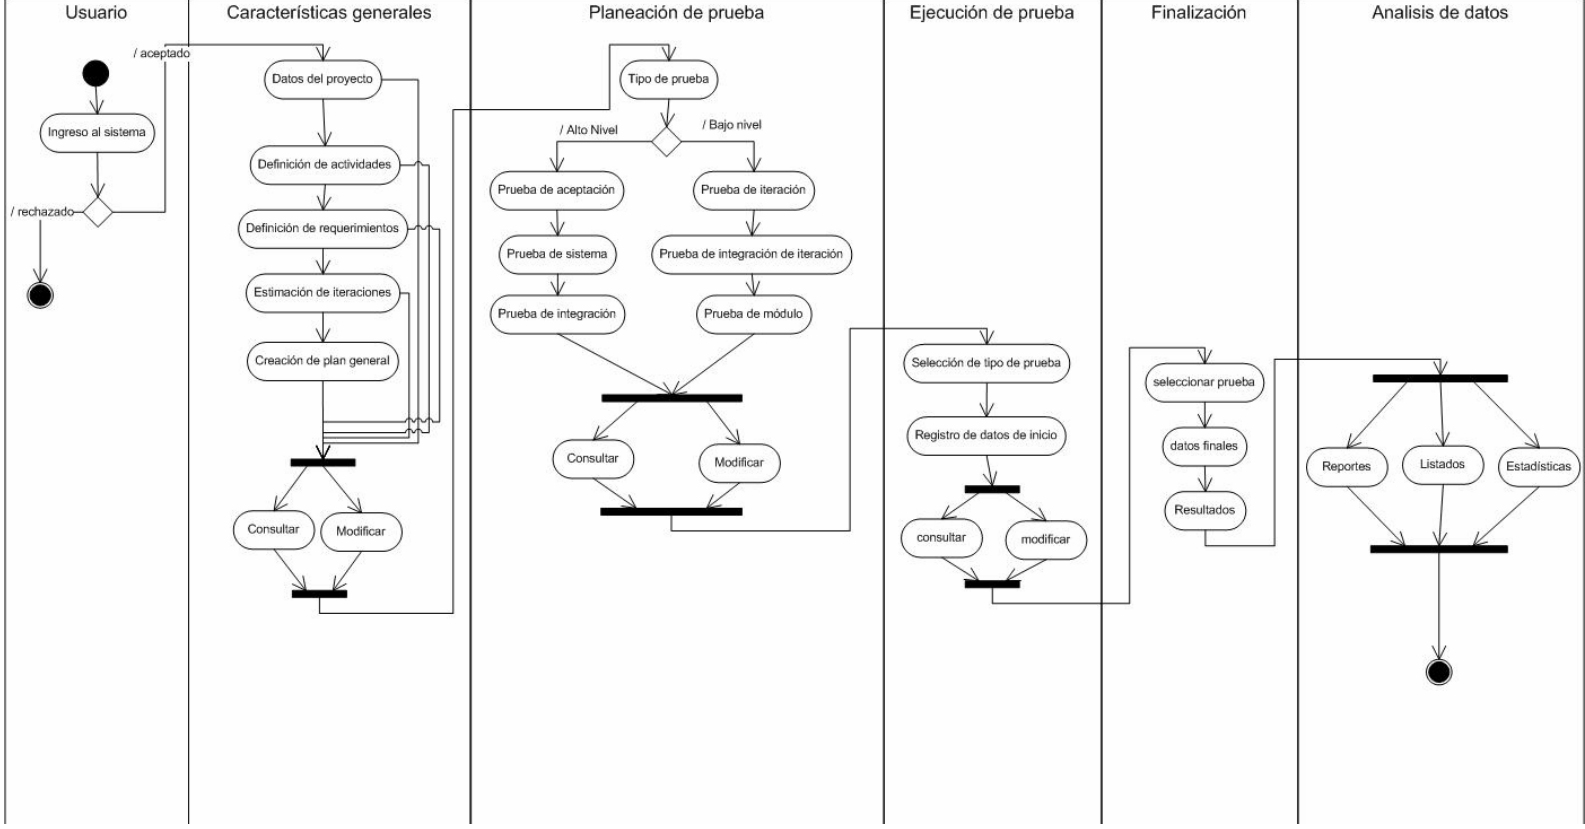 Usuario
Características generales
Planeación de prueba
Ejecución de prueba
Finalización
Analisis de datos
/ aceptado
Ingreso al sistema
/ rechazado
Datos del proyecto
Definición de actividades
Definición de requerimientos
Estimación de iteraciones
Creación de plan general
Consultar
Modificar
Tipo de prueba
/ Alto Nivel
/ Bajo nivel
Prueba de aceptación
Prueba de iteración
Prueba de sistema
Prueba de integración de iteración
Prueba de integración
Prueba de módulo
Consultar
Modificar
Selección de tipo de prueba
Registro de datos de inicio
consultar
modificar
seleccionar prueba
datos finales
Resultados
Reportes
Listados
Estadísticas